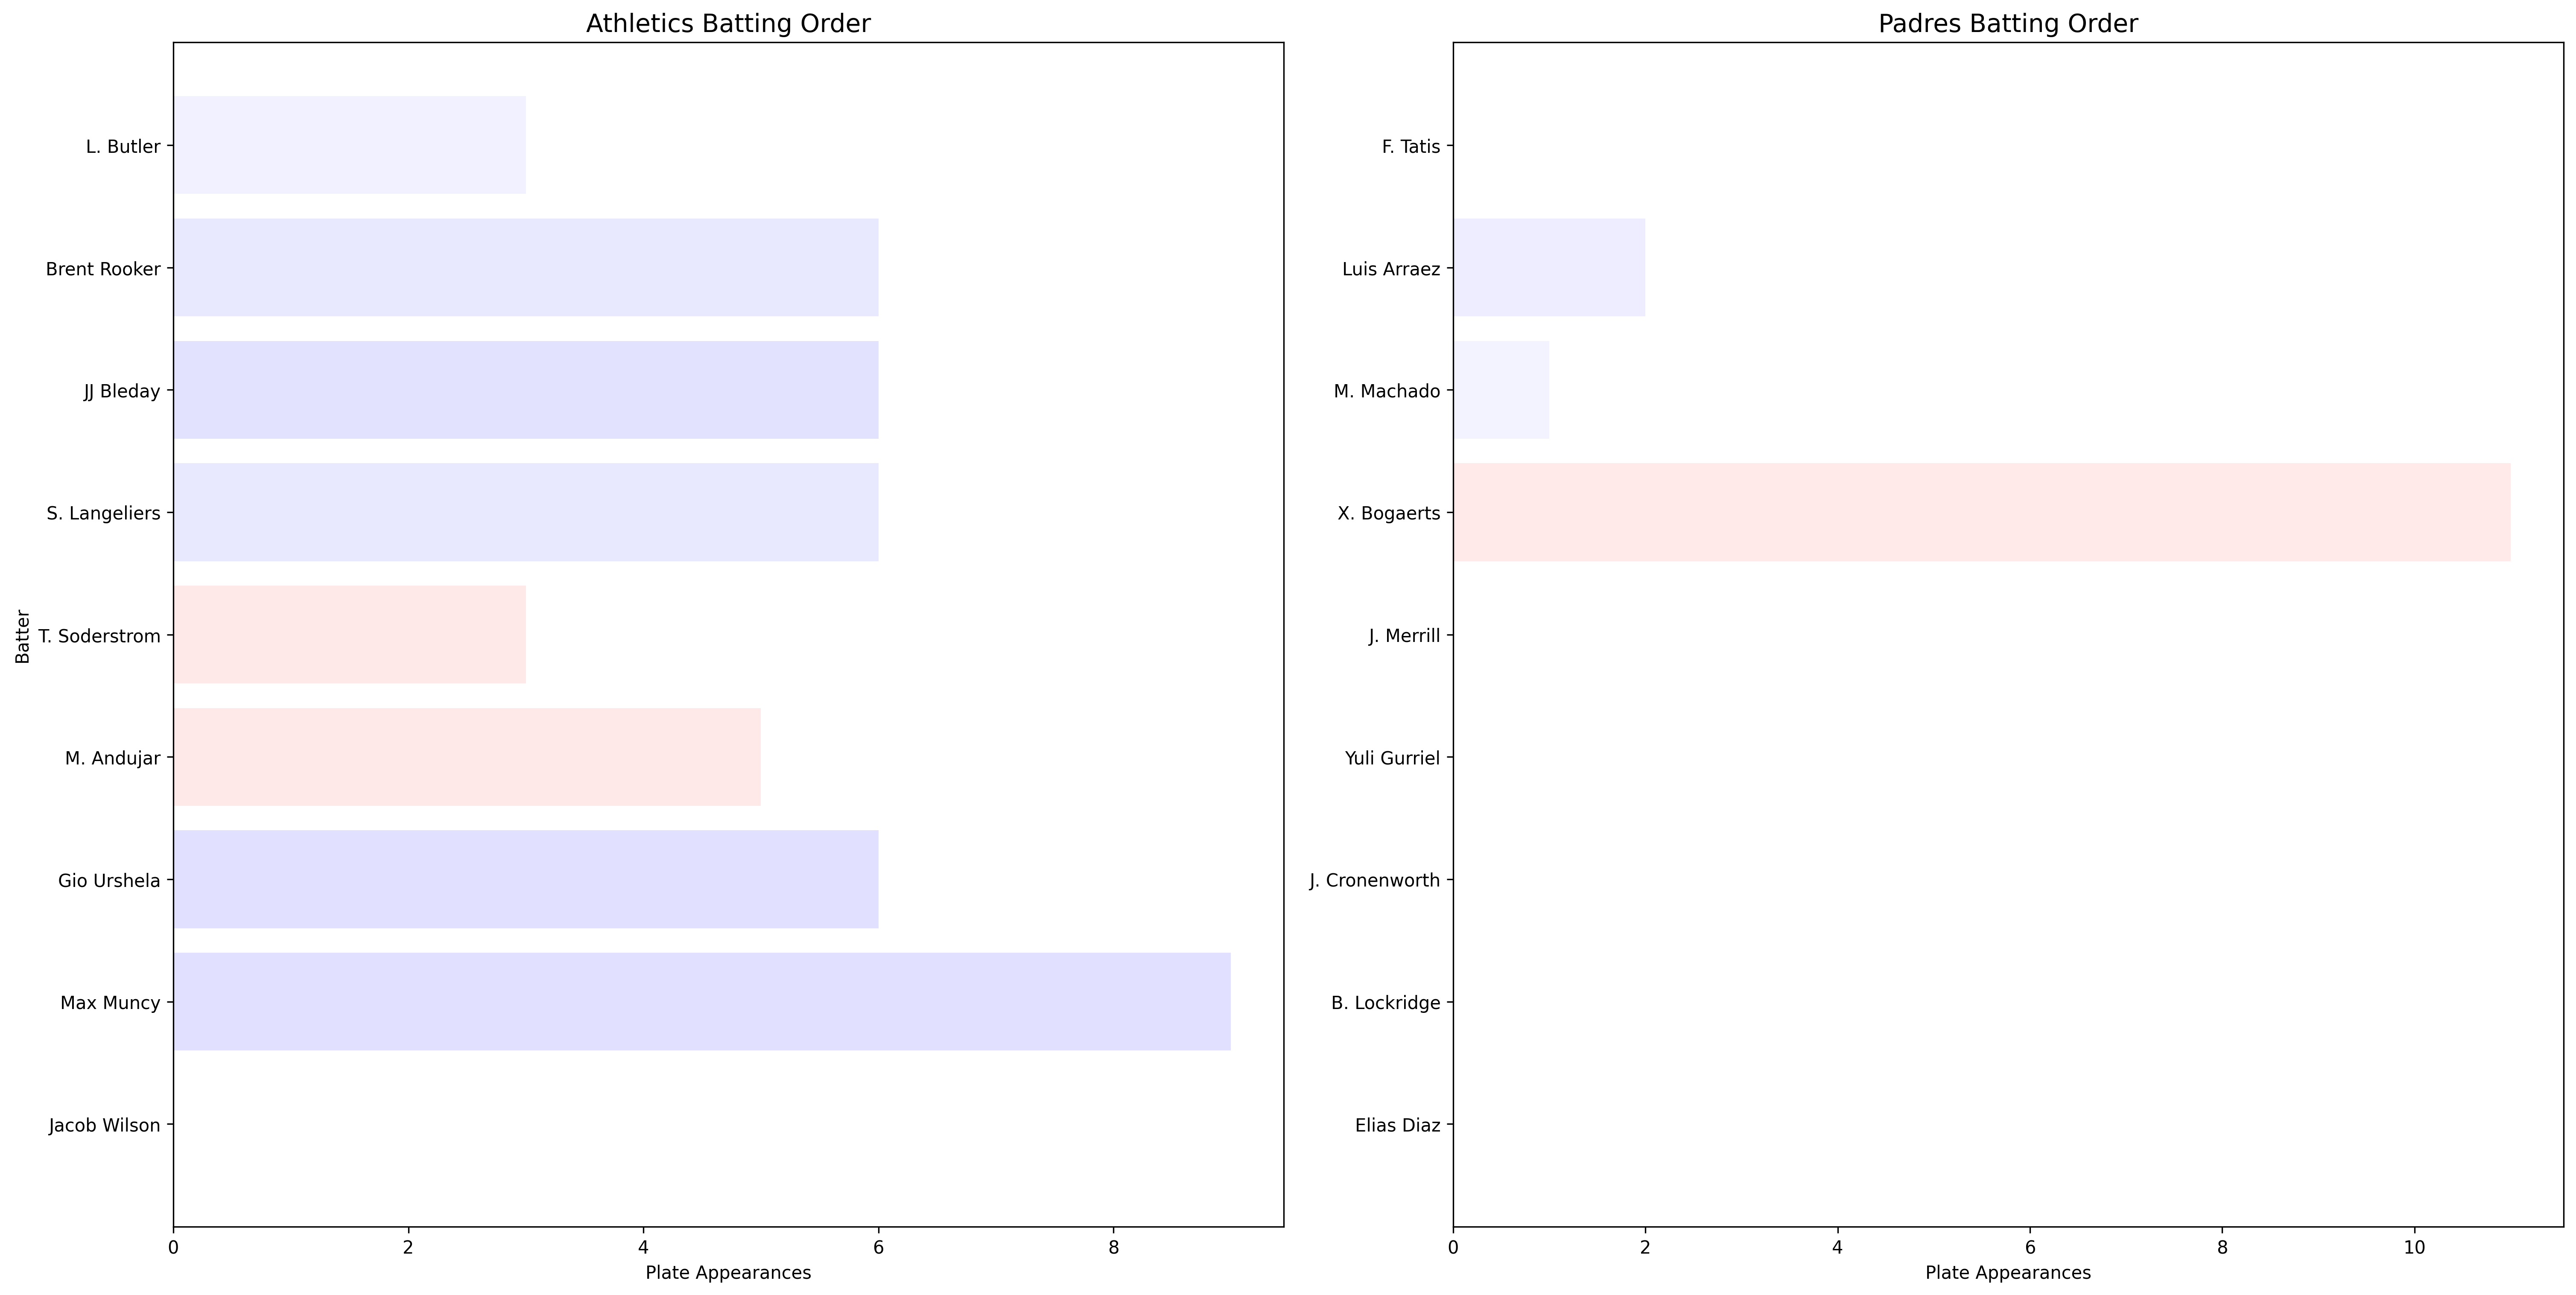 Athletics Batting Order
Batter
L. Butler
Brent Rooker
JJ Bleday
S. Langeliers
T. Soderstrom
M. Andujar
Gio Urshela
Max Muncy
Jacob Wilson
0 2 4 6 8
Plate Appearances
Padres Batting Order
F. Tatis
Luis Arraez
M. Machado
X. Bogaerts
J. Merrill
Yuli Gurriel
J. Cronenworth
B. Lockridge
Elias Diaz
0 2 4 6 8 10
Plate Appearances